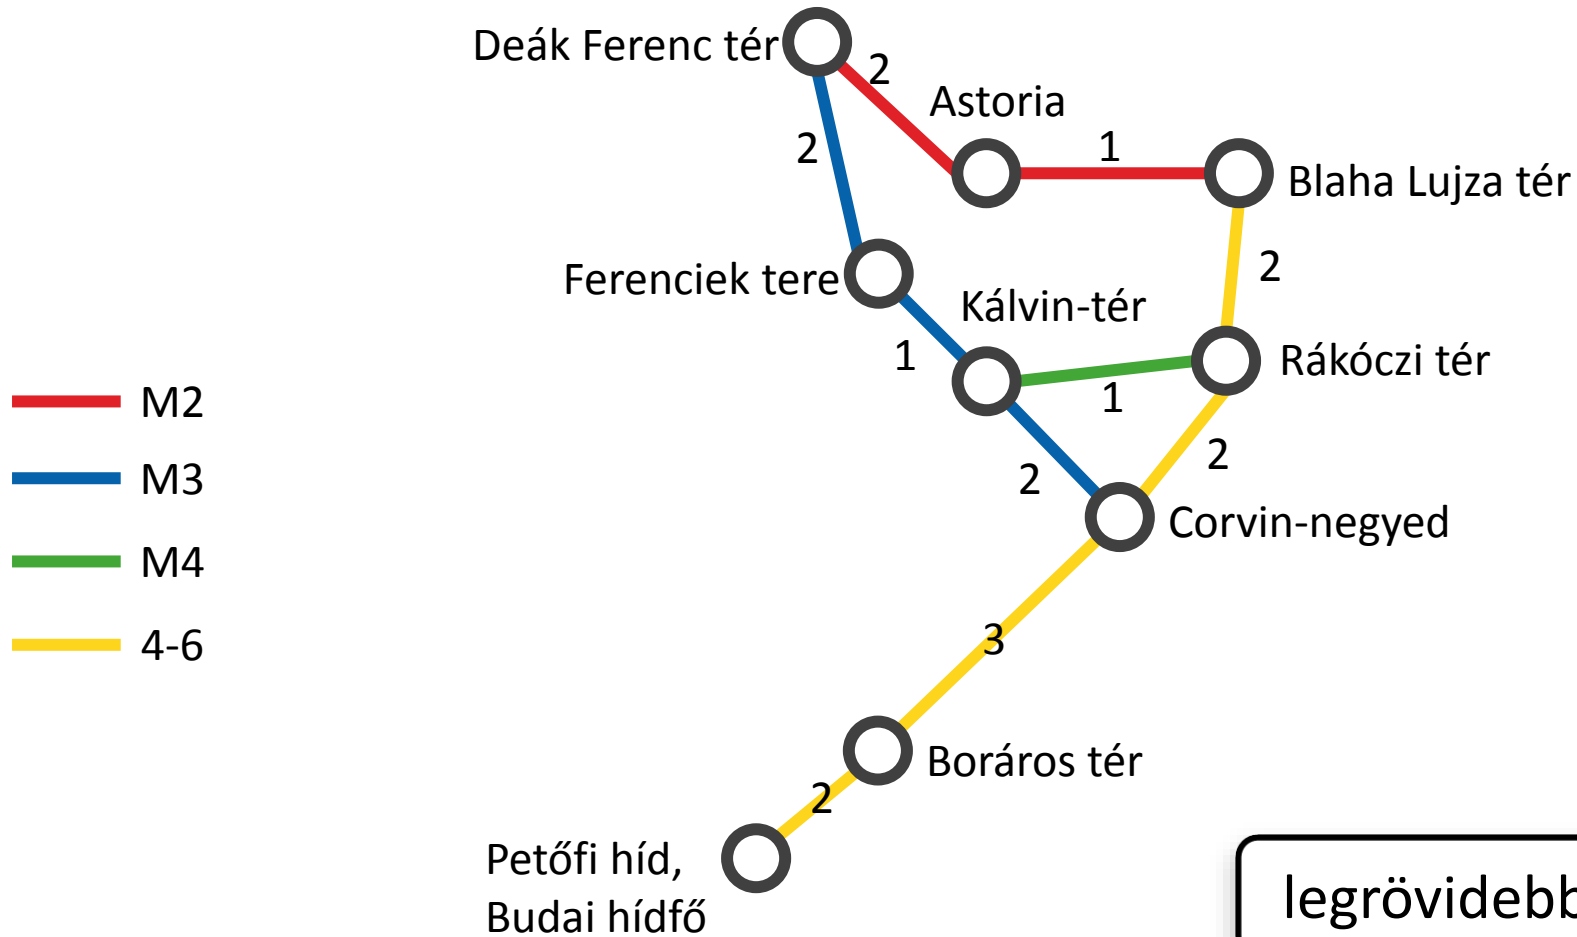 Deák Ferenc tér
2
Astoria
2
1
Blaha Lujza tér
2
Ferenciek tere
Kálvin-tér
1
Rákóczi tér
1
M2
2
2
M3
Corvin-negyed
M4
3
4-6
Boráros tér
2
Petőfi híd,
Budai hídfő
legrövidebb